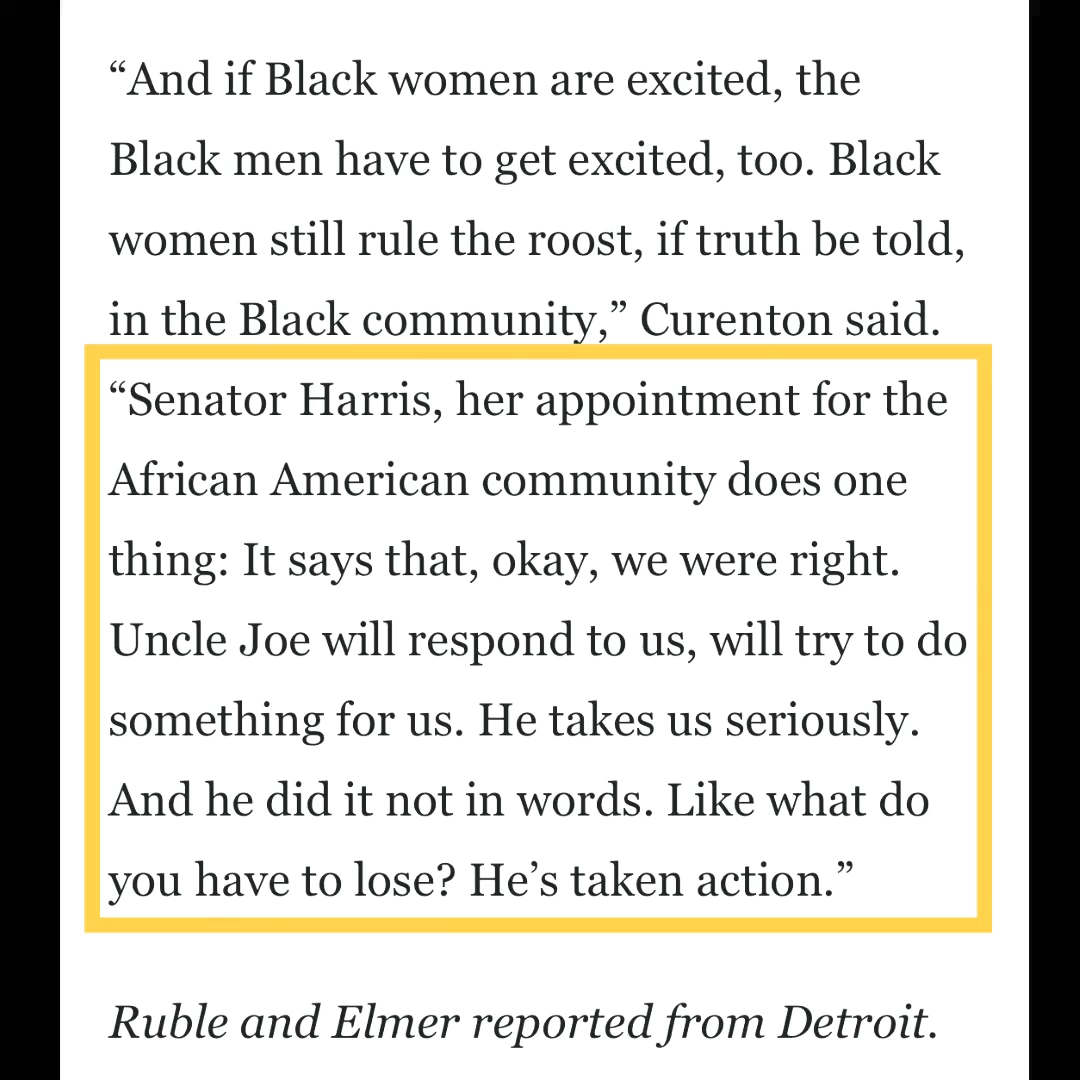 “And if Black women are excited, the
Black men have to get excited, too. Black
women still rule the roost, if truth be told,
in the Black community,” Curenton said.
“Senator Harris, her appointment for the
African American community does one
thing: It says that, okay, we were right.
Uncle Joe will respond to us, will try to do
something for us. He takes us seriously.
And he did it not in words. Like what do
you have to lose? He’s taken action.”
Ruble and Elmer reported from Detroit.